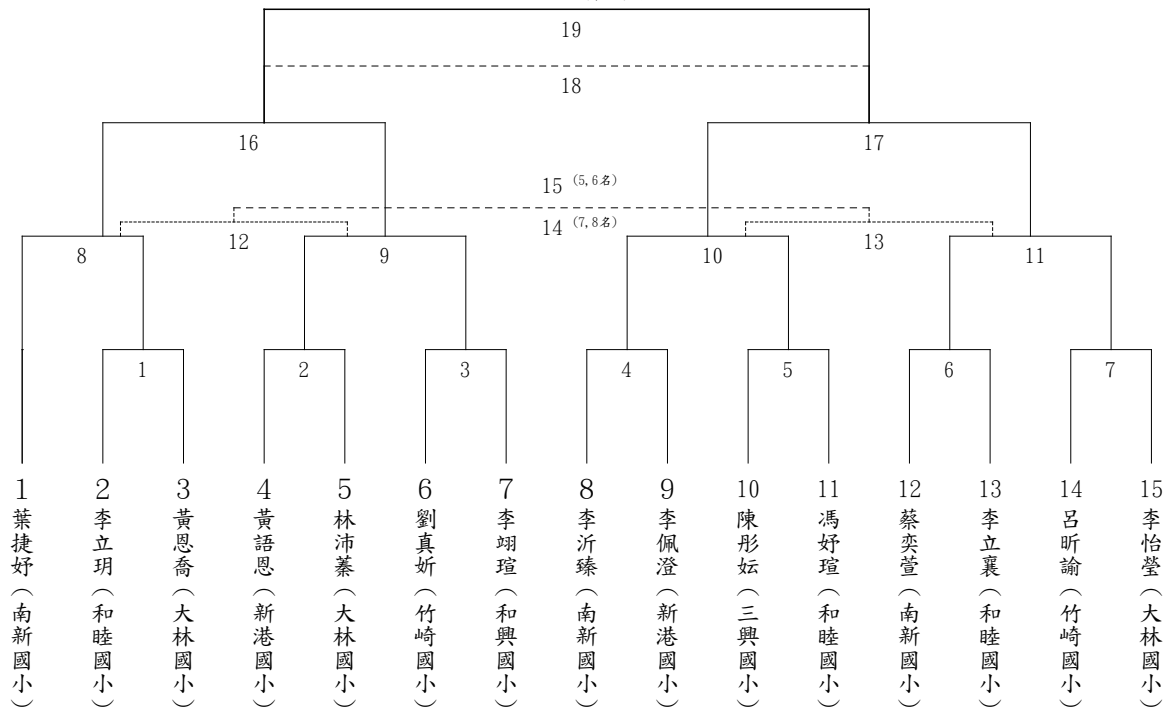 19
18
16
17
15 (5,6名)
14 (7,8名)
12
13
8
9
10
11
1
2
3
4
5
6
7
1 葉捷妤(南新國小)
2 李立玥(和睦國小)
3 黃恩喬(大林國小)
4 黃語恩(新港國小)
5 林沛蓁(大林國小)
6 劉真妡(竹崎國小)
7 李翊瑄(和興國小)
8 李沂臻(南新國小)
9 李佩澄(新港國小)
10 陳彤妘(三興國小)
11 馮妤瑄(和睦國小)
12 蔡奕萱(南新國小)
13 李立襄(和睦國小)
14 呂昕諭(竹崎國小)
15 李怡瑩(大林國小)